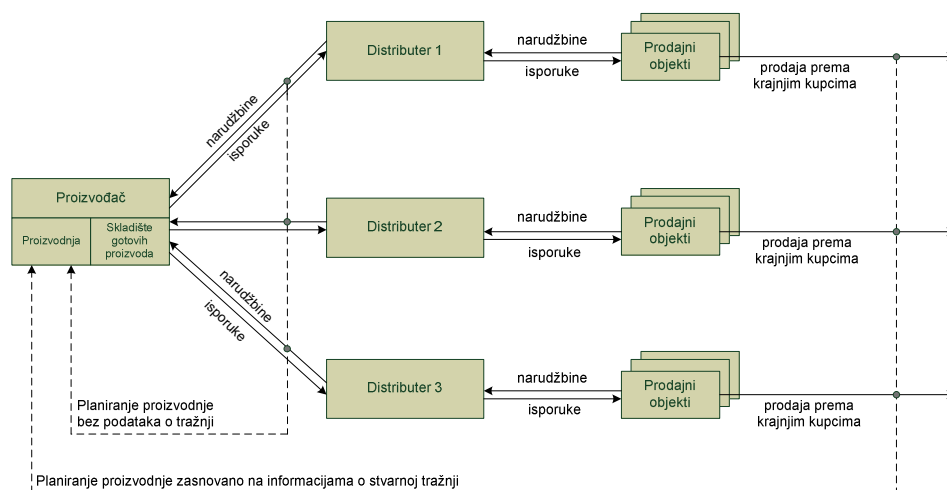 Distributer 1
narudžbine
isporuke
Prodajni
objekti
prodaja prema
krajnjim kupcima
narudžbine
isporuke
Proizvođač
Proizvodnja
Skladište
gotovih
proizvoda
Distributer 2
narudžbine
isporuke
Prodajni
objekti
prodaja prema
krajnjim kupcima
narudžbine
isporuke
Distributer 3
narudžbine
isporuke
Prodajni
objekti
prodaja prema
krajnjim kupcima
Planiranje proizvodnje
bez podataka o tražnji
Planiranje proizvodnje zasnovano na informacijama o stvarnoj tražnji